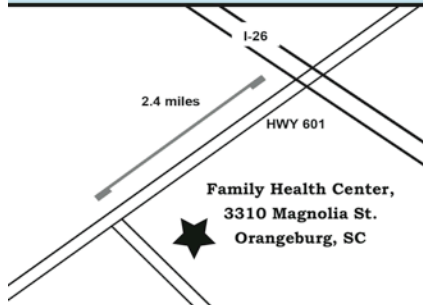 I-26
2.4 miles
HWY 601
Family Health Center,
3310 Magnolia St.
Orangeburg, SC